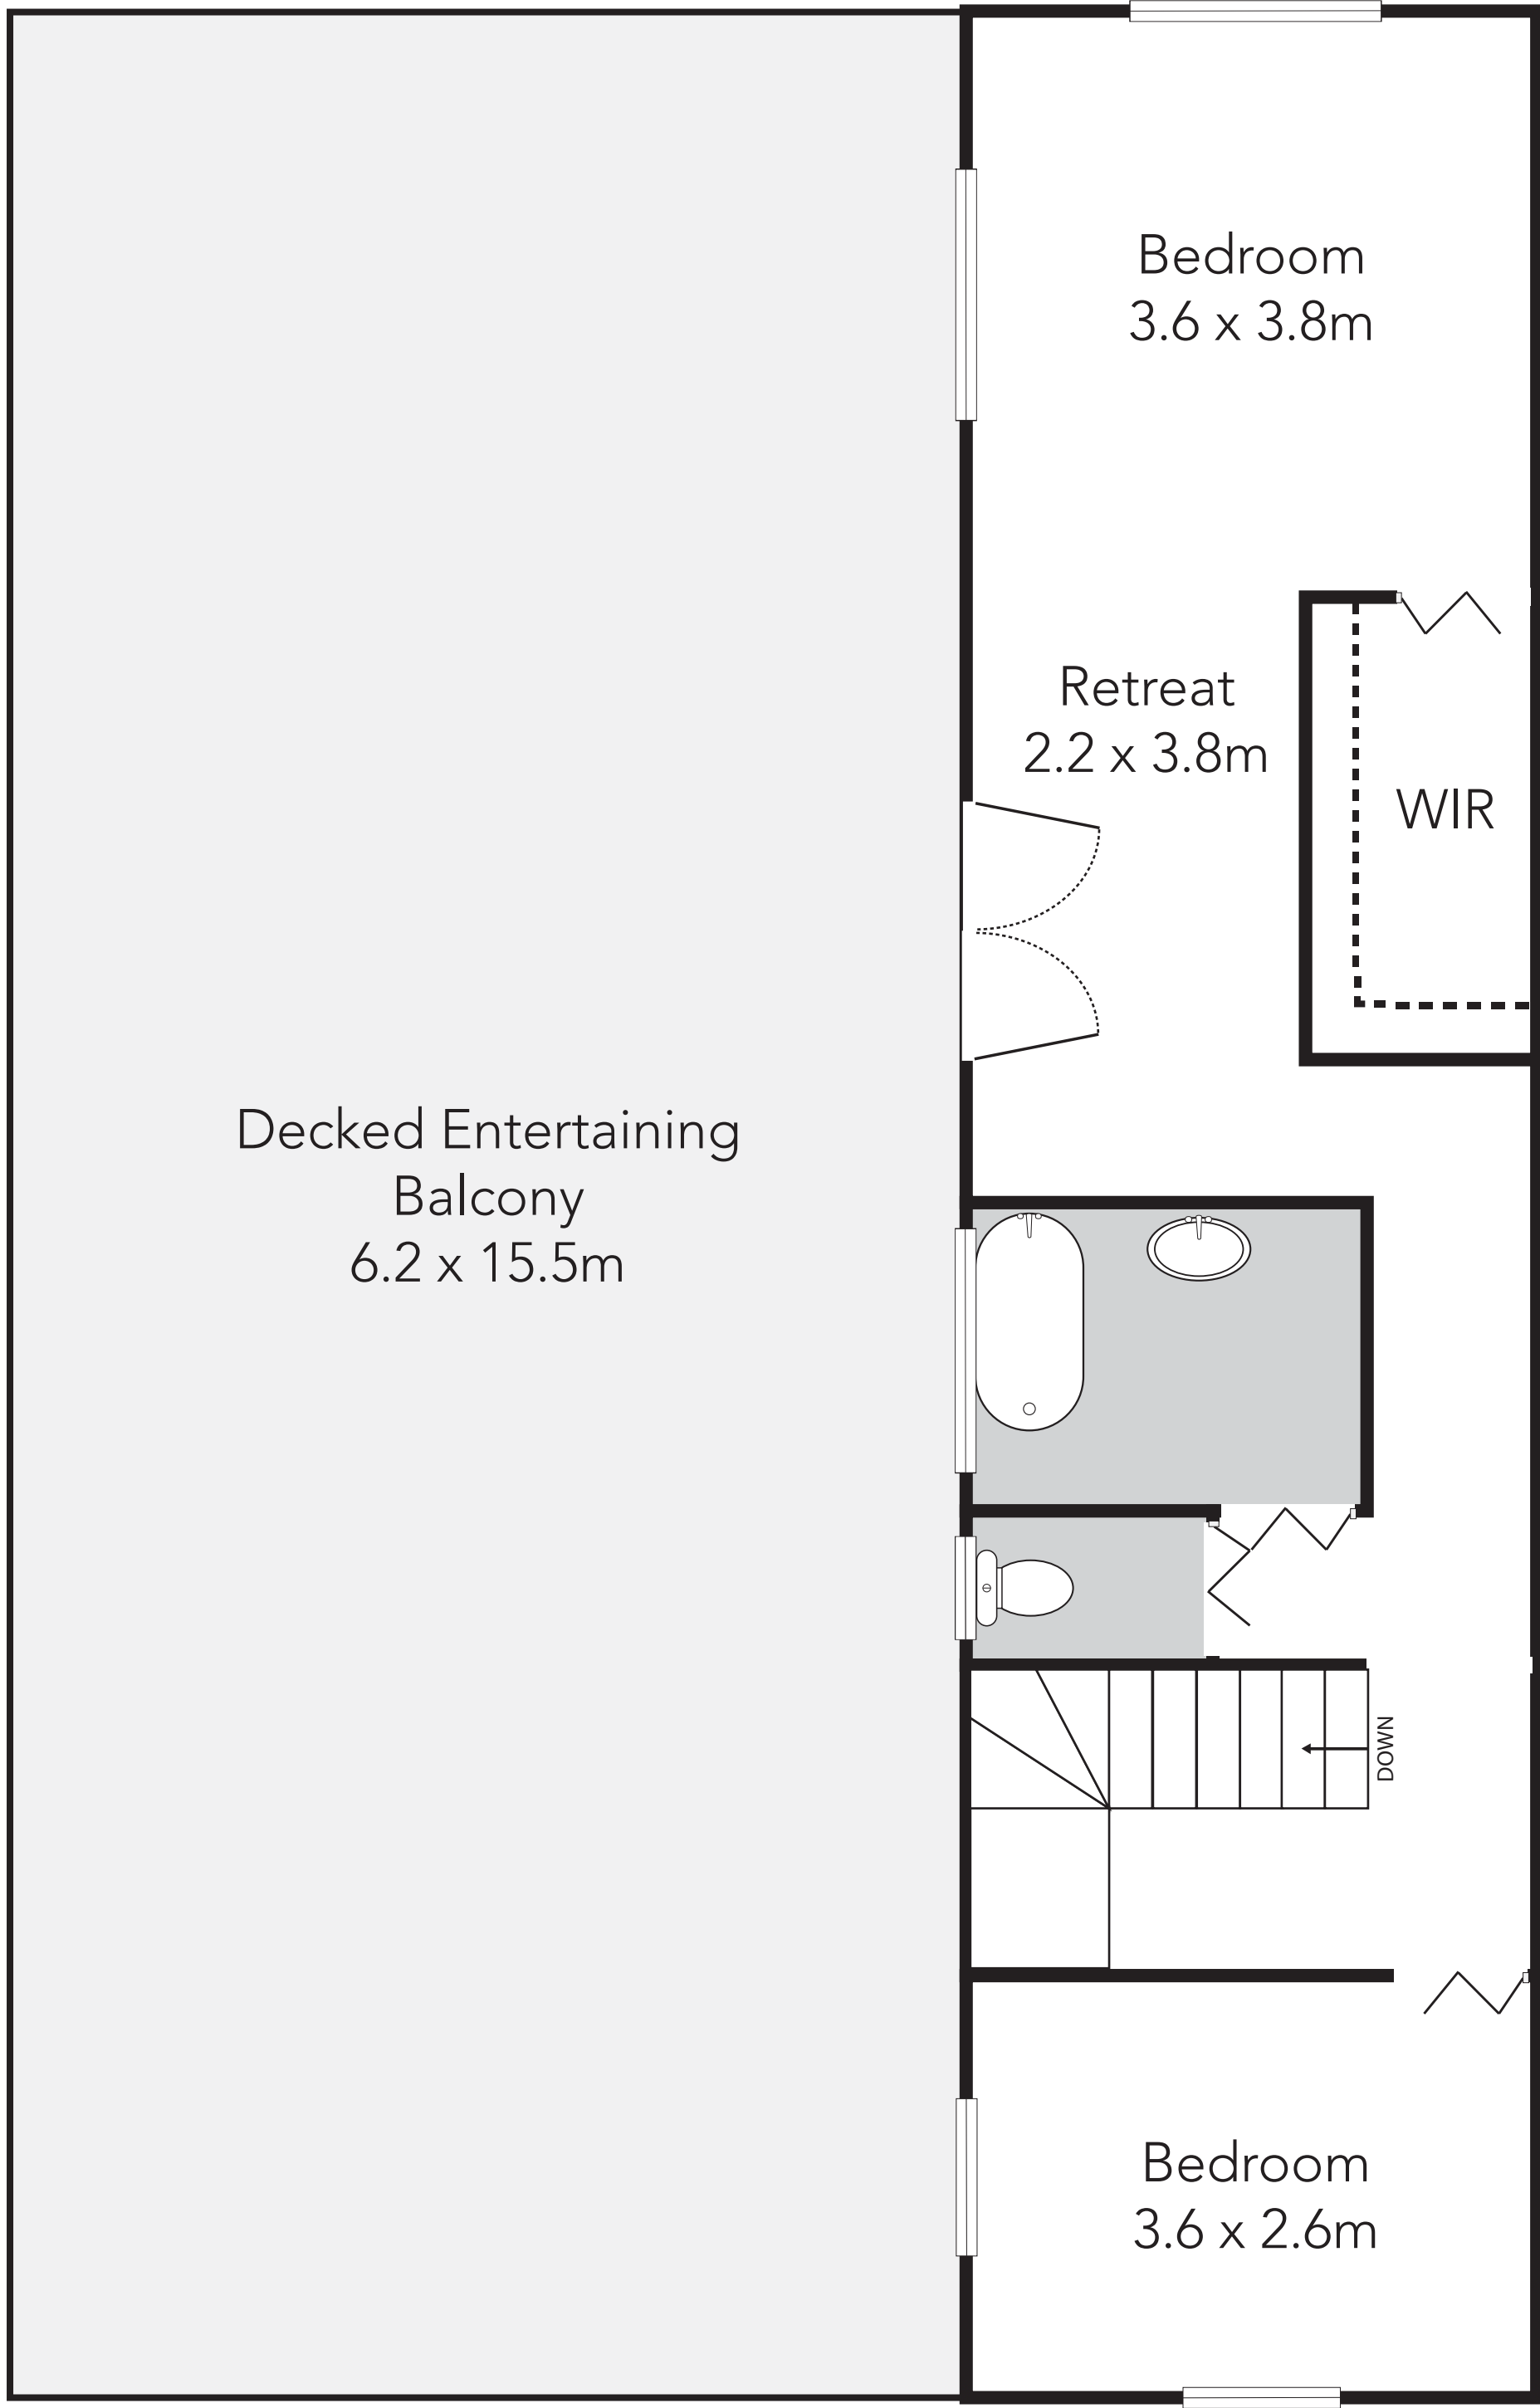 Bedroom
3.6 x 3.8m
Retreat
2.2 x 3.8m
WIR
Decked Entertaining
Balcony
6.2 x 15.5m
DOWN
Bedroom
3.6 x 2.6m